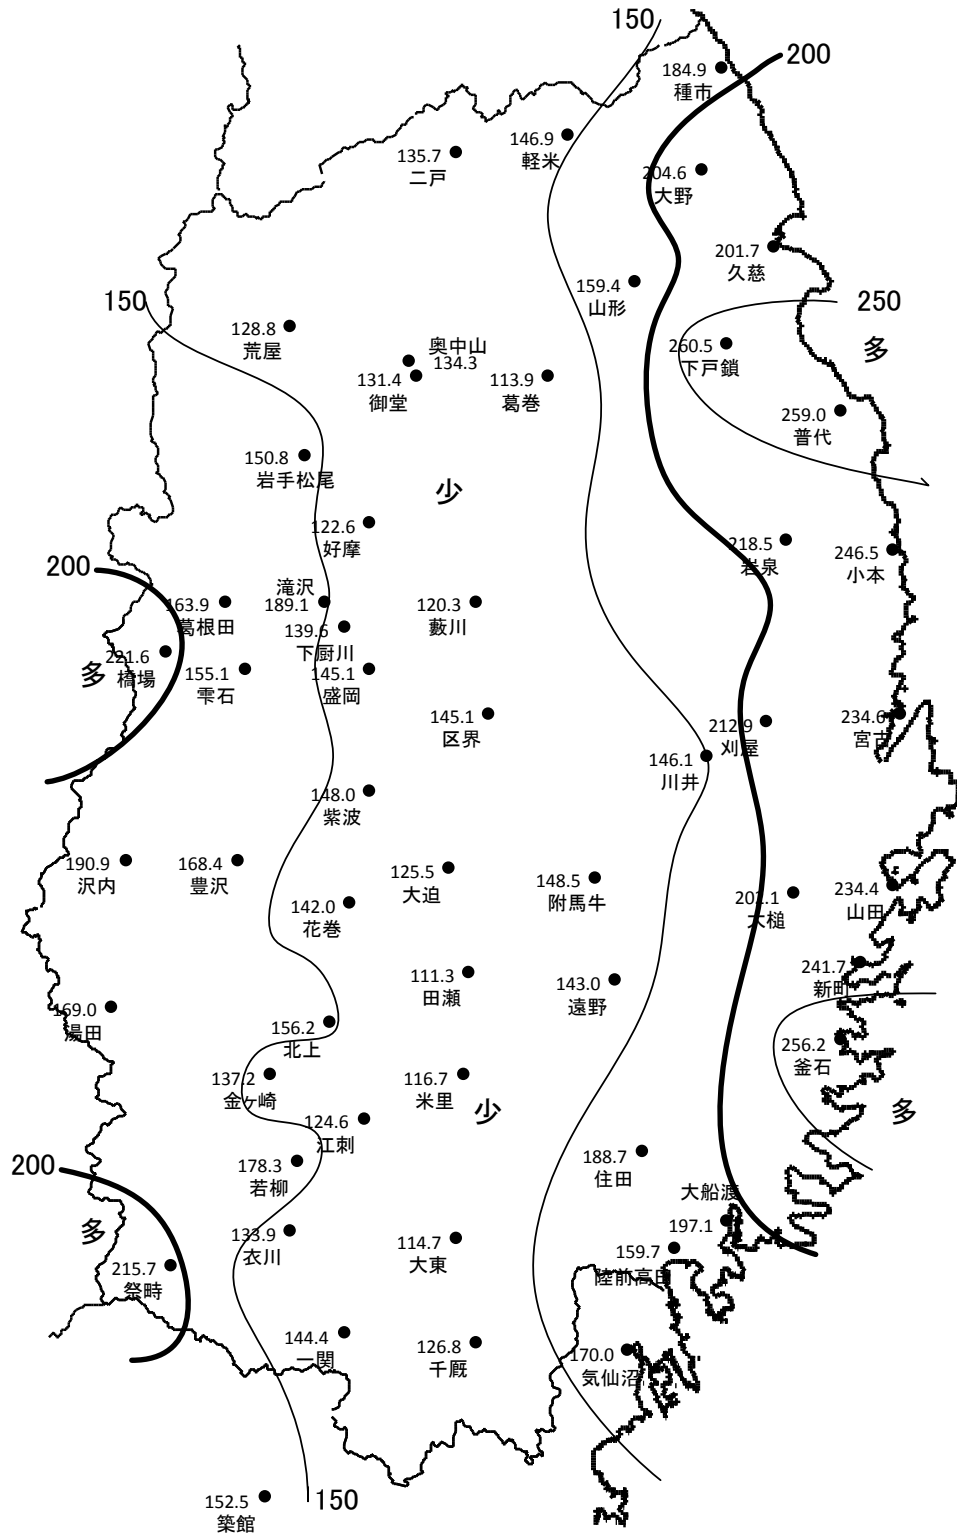 150
200
184.9
種市
146.9
軽米
135.7
二戸
204.6
大野
201.7
久慈
159.4
山形
150
250
多
128.8
荒屋
奥中山
134.3
131.4
御堂
113.9
葛巻
260.5
下戸鎖
259.0
普代
150.8
岩手松尾
少
122.6
好摩
218.5
岩泉
246.5
小本
200
163.9
葛根田
滝沢
189.1
139.6
下厨川
120.3
藪川
多
221.6
橋場
155.1
雫石
145.1
盛岡
145.1
区界
212.9
刈屋
234.6
宮古
146.1
川井
148.0
紫波
190.9
沢内
168.4
豊沢
125.5
大迫
148.5
附馬牛
202.1
大槌
234.4
山田
142.0
花巻
111.3
田瀬
143.0
遠野
241.7
新町
169.0
湯田
156.2
北上
256.2
釜石
137.2
金ヶ崎
116.7
米里
少
多
124.6
江刺
200
178.3
若柳
188.7
住田
大船渡
197.1
多
133.9
衣川
114.7
大東
159.7
陸前高田
215.7
祭畤
144.4
一関
126.8
千厩
170.0
気仙沼
152.5
築館
150